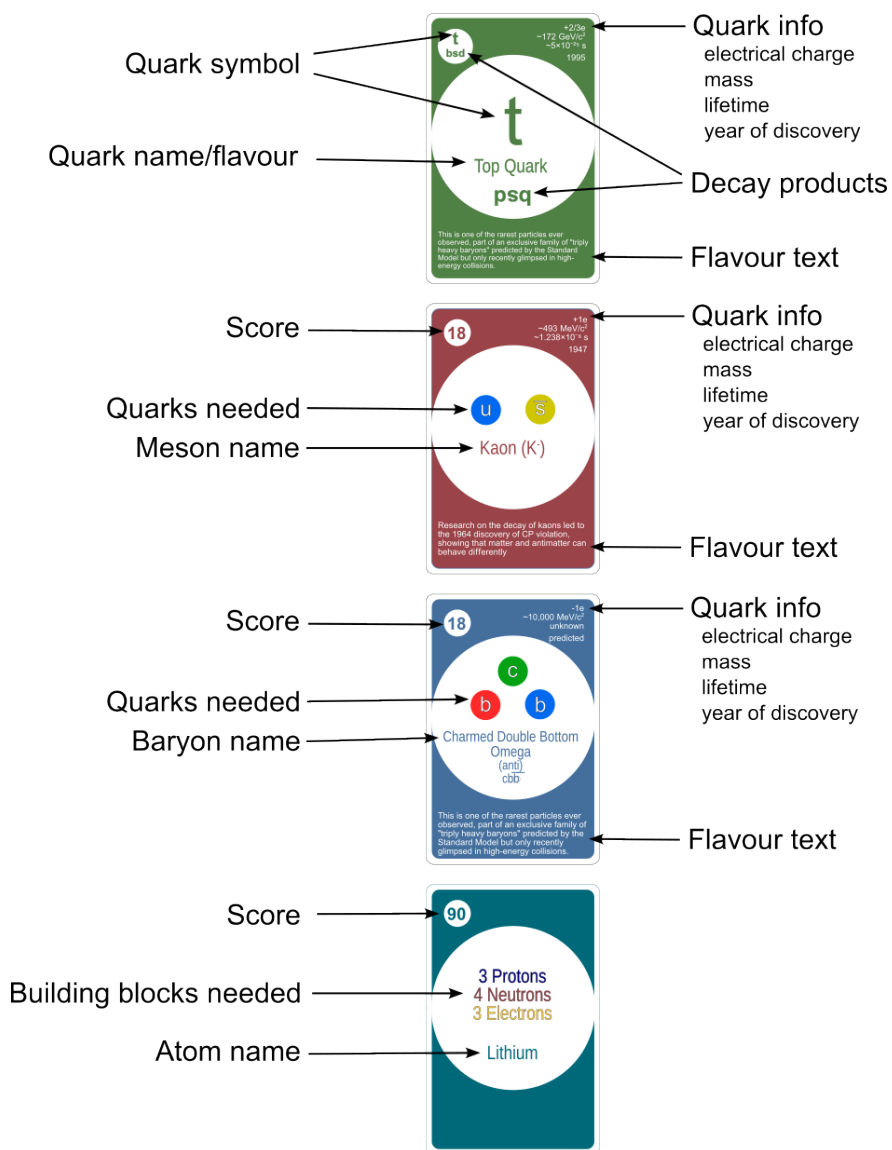 Quark symbol
Quark name/flavour
t
bsd
+2/3e
~172 GeV/c²
1995
t
Top Quark
psq
This is one of the rarest particles ever
observed, part of an exclusive family of "triply
heavy baryons" predicted by the Standard
Model but only recently glimpsed in high-
energy collisions.
Quark info
electrical charge
mass
lifetime
year of discovery
Decay products
Flavour text
Score
Quarks needed
Meson name
18
+1e
~493 MeV/c²
~1.238×10⁻⁸ s
1947
u
s̅
Kaon (K⁻)
Research on the decay of kaons led to
the 1964 discovery of CP violation,
showing that matter and antimatter can
behave differently
Quark info
electrical charge
mass
lifetime
year of discovery
Flavour text
Score
Quarks needed
Baryon name
18
-1e
~10,000 MeV/c²
unknown
predicted
c
b
b
Charmed Double Bottom
Omega
(anti)
cb̅b̅
This is one of the rarest particles ever
observed, part of an exclusive family of
"triply heavy baryons" predicted by the
Standard Model but only recently
glimpsed in high-energy collisions.
Quark info
electrical charge
mass
lifetime
year of discovery
Flavour text
Score
Building blocks needed
Atom name
90
3 Protons
4 Neutrons
3 Electrons
Lithium